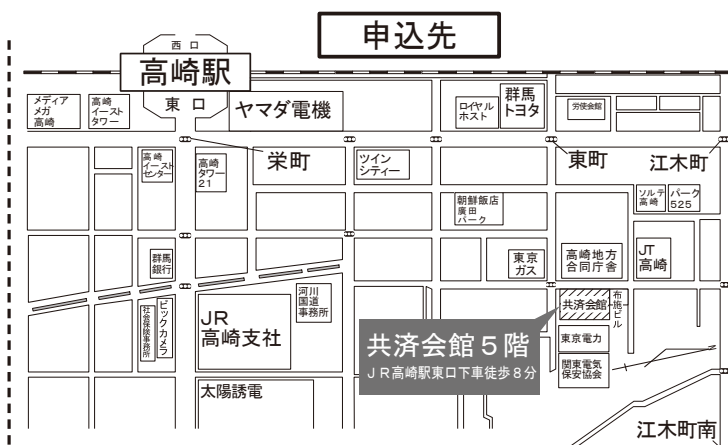 申込先
西口
高崎駅
東口
メディア
メガ
高崎
高崎
イースト
タワー
ヤマダ電機
ロイヤル
ホスト
群馬
トヨタ
労使会館
高崎
イースト
センター
高崎
タワー
21
栄町
ツイン
シティー
東町
江木町
朝鮮飯店
廣田
パーク
ソルテ
高崎
パーク
525
群馬
銀行
東京
ガス
高崎地方
合同庁舎
JT
高崎
河川
国道
事務所
社会保険事務所
ビックカメラ
JR
高崎支社
共済会館
布施ビル
共済会館5階
JR高崎駅東口下車徒歩8分
東京電力
関東電気
保安協会
太陽誘電
江木町南